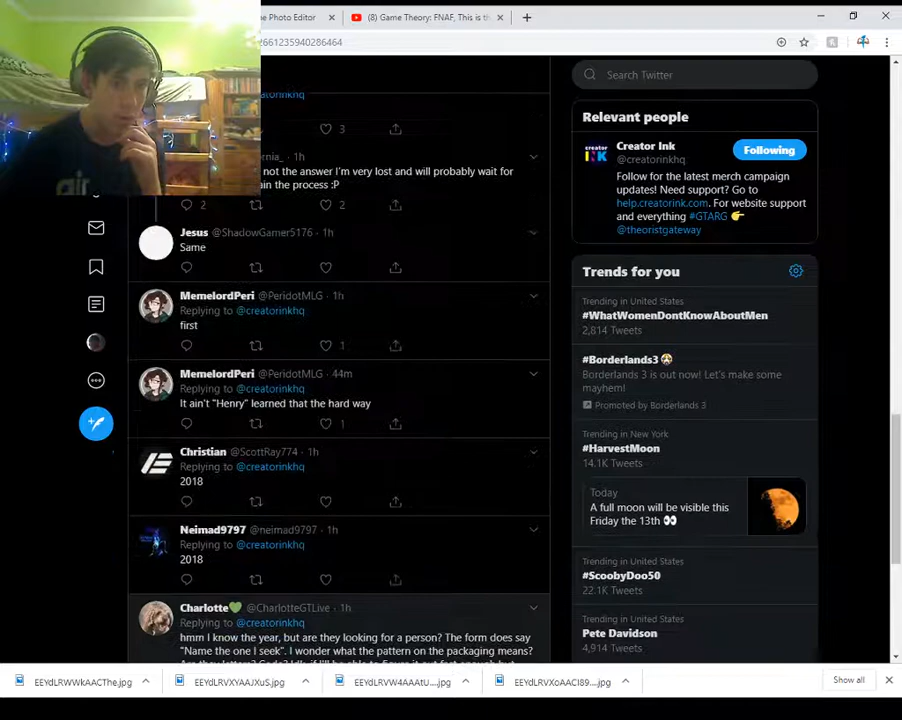 ne Photo Editor
(8) Game Theory: FNAF, This is th
2661235940286464
orinkhq
3
ornia_ · 1h
not the answer I'm very lost and will probably wait for
ain the process :P
2
2
Jesus @ShadowGamer5176 · 1h
Same
MemelordPeri @PeridotMLG · 1h
Replying to @creatorinkhq
first
1
MemelordPeri @PeridotMLG · 44m
Replying to @creatorinkhq
It ain't "Henry" learned that the hard way
1
Christian @ScottRay774 · 1h
Replying to @creatorinkhq
2018
Neimad9797 @neimad9797 · 1h
Replying to @creatorinkhq
2018
Charlotte💚 @CharlotteGTLive · 1h
Replying to @creatorinkhq
hmm I know the year, but are they looking for a person? The form does say
"Name the one I seek". I wonder what the pattern on the packaging means?
Search Twitter
Relevant people
creator
INK
Creator Ink
@creatorinkhq
Following
Follow for the latest merch campaign
updates! Need support? Go to
help.creatorink.com. For website support
and everything #GTARG 👉
@theoristgateway
Trends for you
Trending in United States
#WhatWomenDontKnowAboutMen
2,814 Tweets
#Borderlands3
Borderlands 3 is out now! Let's make some
mayhem!
Promoted by Borderlands 3
Trending in New York
#HarvestMoon
14.1K Tweets
Today
A full moon will be visible this
Friday the 13th 👀
Trending in United States
#ScoobyDoo50
22.1K Tweets
Trending in United States
Pete Davidson
4,914 Tweets
EEYdLRWWkAACThe.jpg
EEYdLRVXYAAJXuS.jpg
EEYdLRVW4AAAtU....jpg
EEYdLRVXoAACI89....jpg
Show all